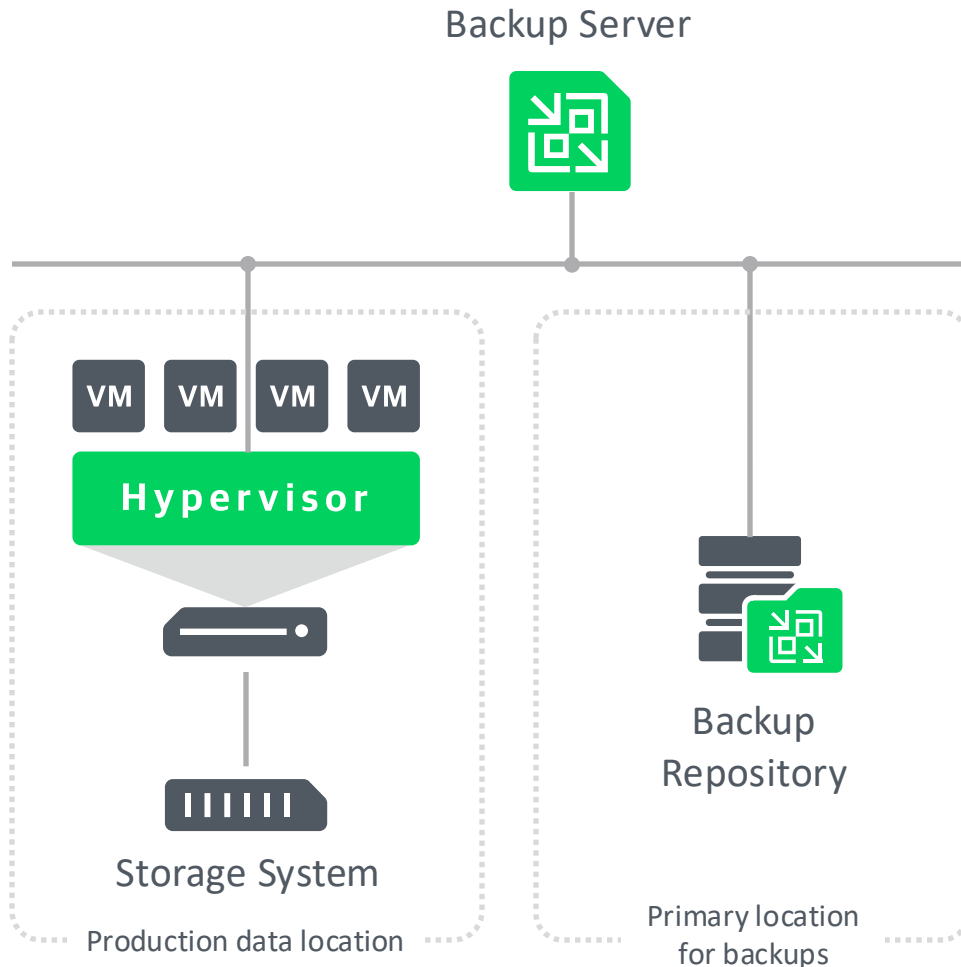 Backup Server
VM VM VM VM
Hypervisor
Storage System
Production data location
Backup
Repository
Primary location
for backups